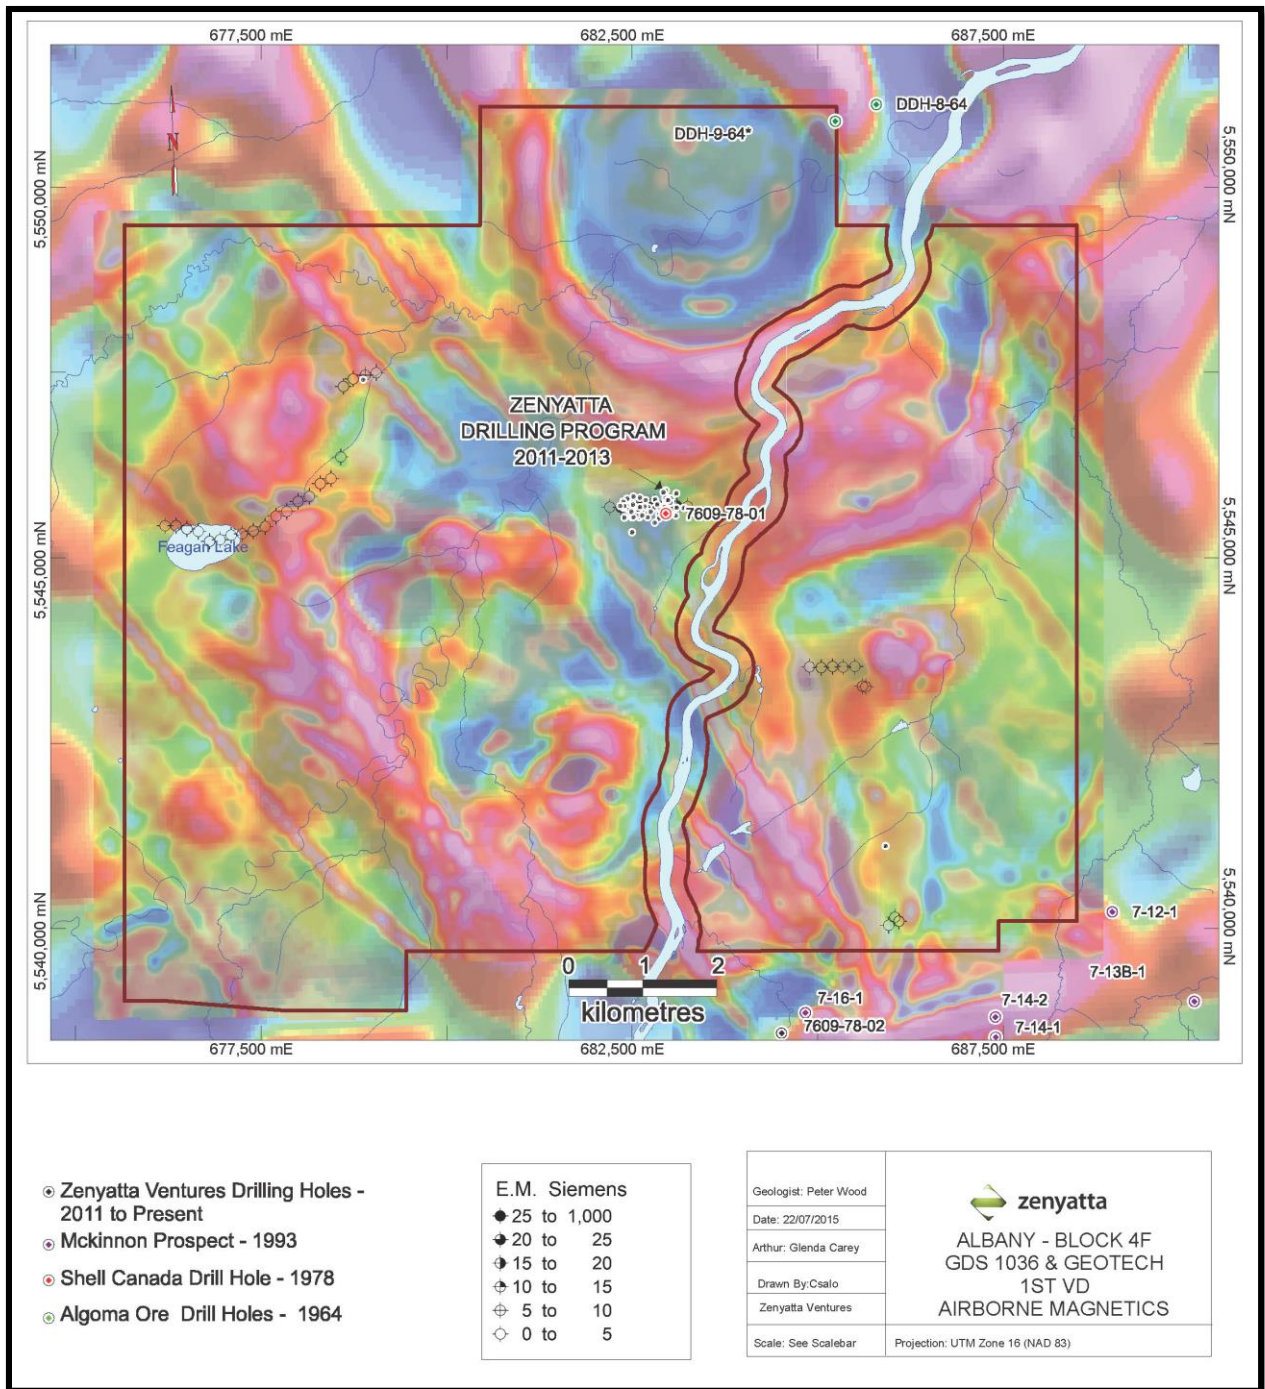 677,500 mE
682,500 mE
687,500 mE
5,550,000 mN
5,545,000 mN
5,540,000 mN
5,550,000 mN
5,545,000 mN
5,540,000 mN
N
DDH-8-64
DDH-9-64*
ZENYATTA
DRILLING PROGRAM
2011-2013
7609-78-01
Feagan Lake
7-12-1
7-13B-1
7-16-1
7-14-2
7609-78-02
7-14-1
0 1 2
kilometres
677,500 mE
682,500 mE
687,500 mE
Zenyatta Ventures Drilling Holes -
2011 to Present
Mckinnon Prospect - 1993
Shell Canada Drill Hole - 1978
Algoma Ore Drill Holes - 1964
E.M. Siemens
25 to 1,000
20 to 25
15 to 20
10 to 15
5 to 10
0 to 5
Geologist: Peter Wood
Date: 22/07/2015
Arthur: Glenda Carey
Drawn By:Csalo
Zenyatta Ventures
Scale: See Scalebar
zenyatta
ALBANY - BLOCK 4F
GDS 1036 & GEOTECH
1ST VD
AIRBORNE MAGNETICS
Projection: UTM Zone 16 (NAD 83)